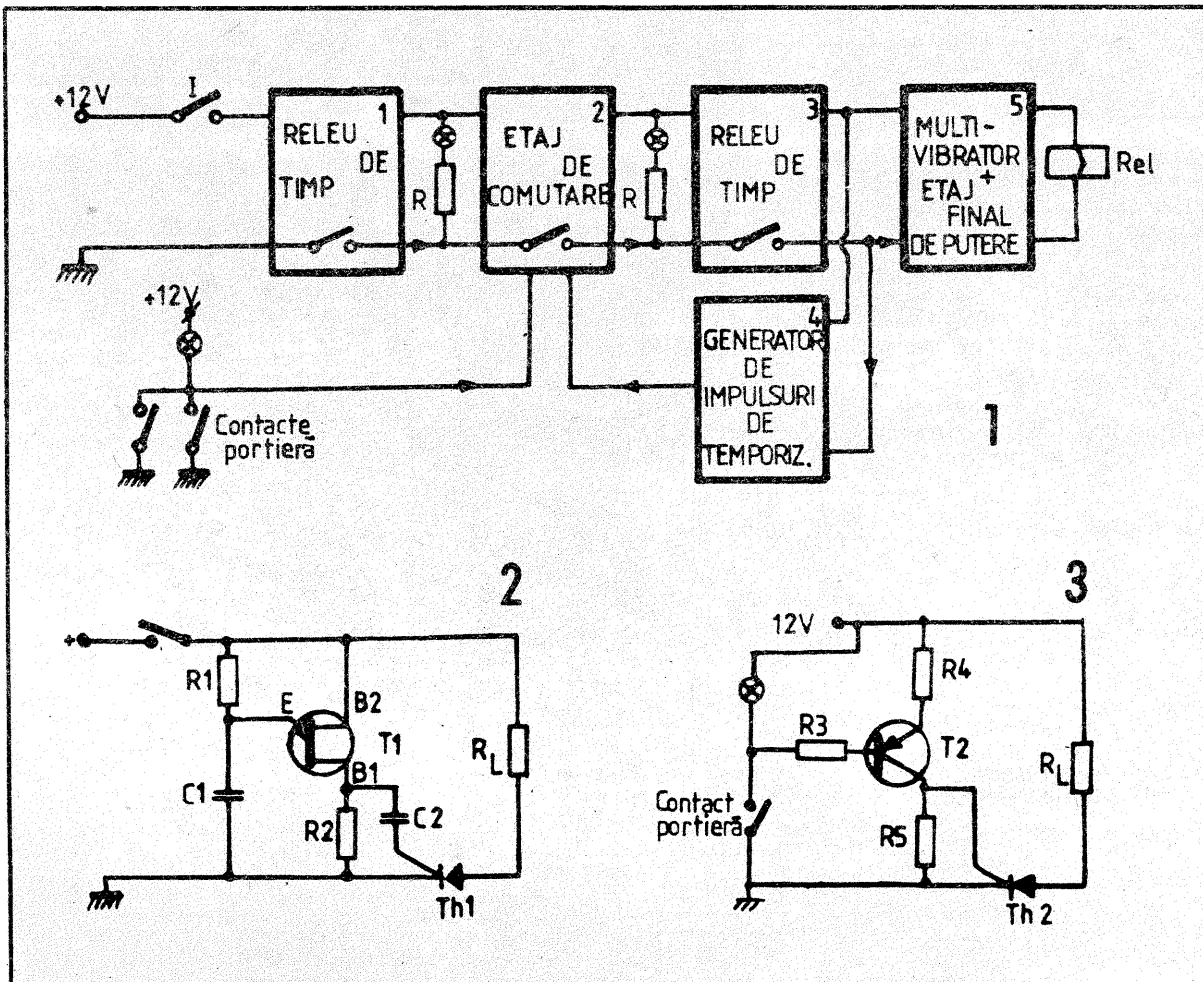 +12V
I
1
RELEU
DE
TIMP
R
2
ETAJ
DE
COMUTARE
R
3
RELEU
DE
TIMP
5
MULTI-
VIBRATOR
+
ETAJ
FINAL
DE PUTERE
Rel
+12V
Contacte
portieră
4
GENERATOR
DE
IMPULSURI
DE
TEMPORIZ.
1
2
+
R1
E
B2
T1
B1
C1
R2
C2
RL
Th1
3
12V
R4
R3
T2
RL
Contact
portieră
R5
Th2